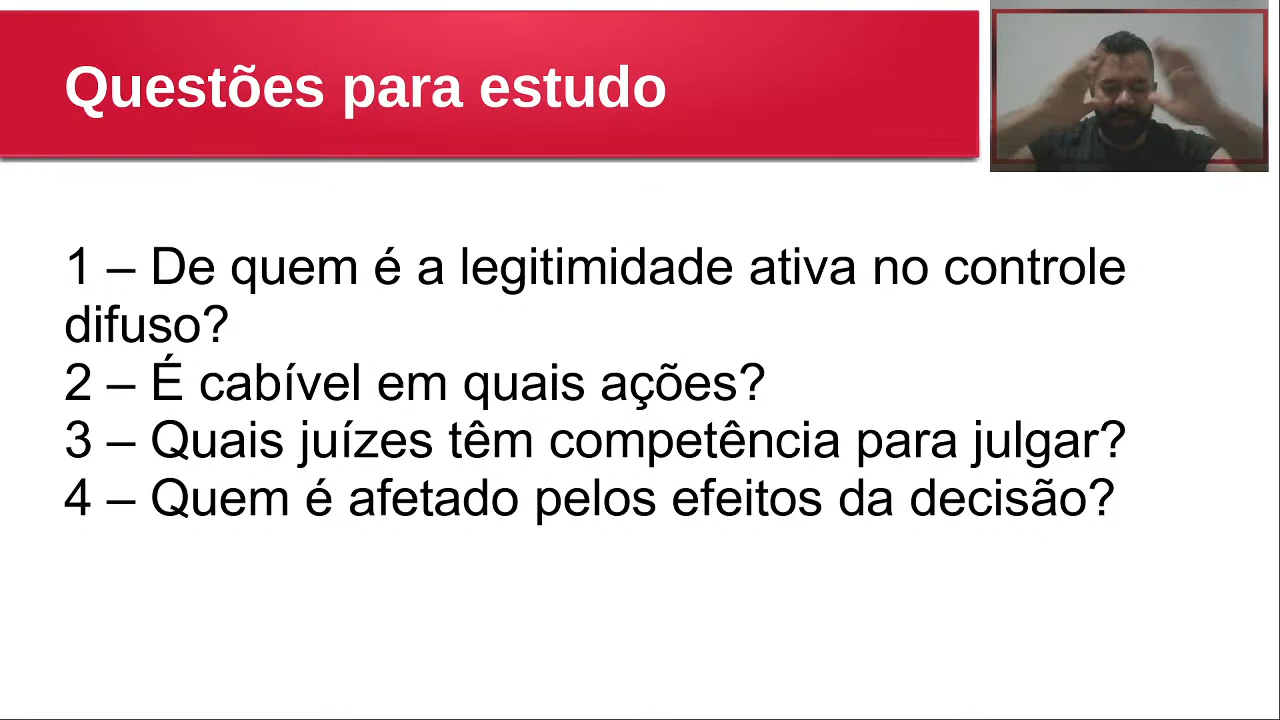 Questões para estudo
1 – De quem é a legitimidade ativa no controle
difuso?
2 – É cabível em quais ações?
3 – Quais juízes têm competência para julgar?
4 – Quem é afetado pelos efeitos da decisão?